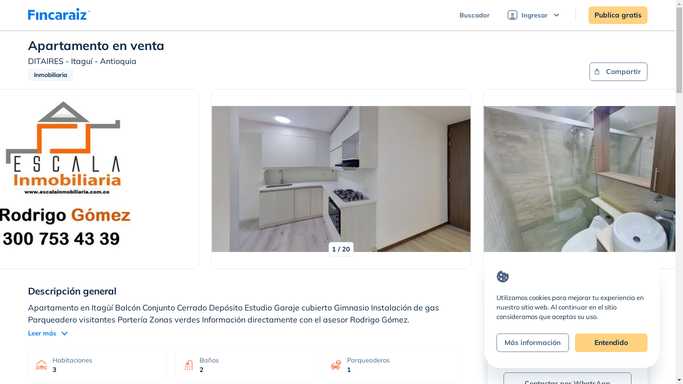 Fincaraíz
Buscador
Ingresar
Publica gratis
Apartamento en venta
DITAIRES - Itaguí - Antioquia
Inmobiliaria
Compartir
ESCALA
Inmobiliaria
www.escalainmobiliaria.com.co
Rodrigo Gómez
300 753 43 39
1 / 20
Descripción general
Apartamento en Itagüí Balcón Conjunto Cerrado Depósito Estudio Garaje cubierto Gimnasio Instalación de gas
Parqueadero visitantes Portería Zonas verdes Información directamente con el asesor Rodrigo Gómez.
Leer más
Habitaciones
3
Baños
2
Parqueaderos
1
Utilizamos cookies para mejorar tu experiencia en
nuestro sitio web. Al continuar en el sitio
consideramos que aceptas su uso.
Más información
Entendido
Contactar por WhatsApp